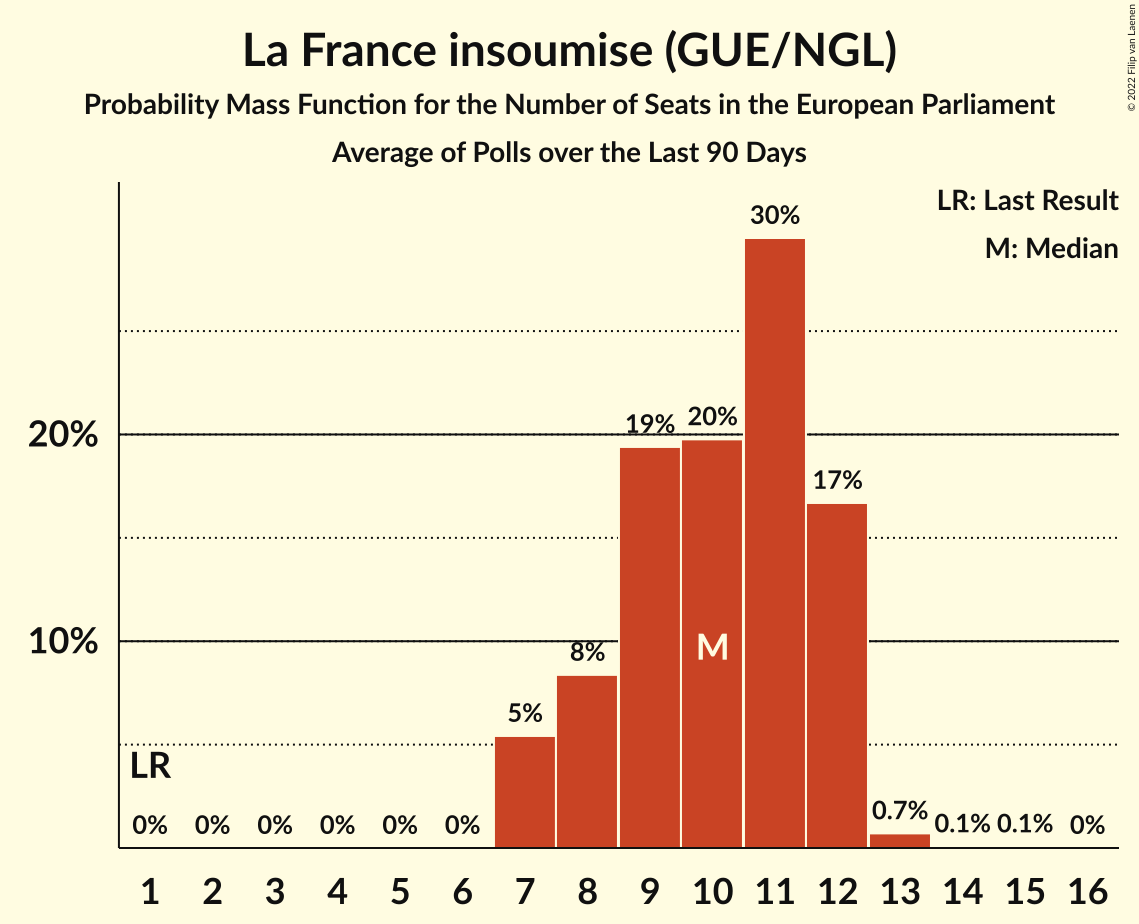 La France insoumise (GUE/NGL)
Probability Mass Function for the Number of Seats in the European Parliament
Average of Polls over the Last 90 Days
© 2022 Filip van Laenen
LR: Last Result
M: Median
30%
20%
19%
20%
17%
10%
8%
M
5%
LR
0%
0%
0%
0%
0%
0%
0.7%
0.1%
0.1%
0%
1 2 3 4 5 6 7 8 9 10 11 12 13 14 15 16